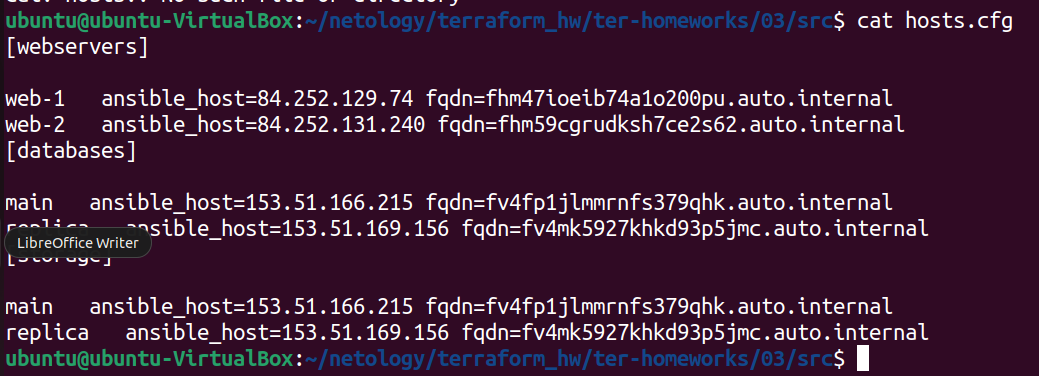 ubuntu@ubuntu-VirtualBox:~/netology/terraform_hw/ter-homeworks/03/src$ cat hosts.cfg
[webservers]
web-1   ansible_host=84.252.129.74 fqdn=fhm47ioeib74a1o200pu.auto.internal
web-2   ansible_host=84.252.131.240 fqdn=fhm59cgrudksh7ce2s62.auto.internal
[databases]
main   ansible_host=153.51.166.215 fqdn=fv4fp1jlmmrnfs379qhk.auto.internal
replica   ansible_host=153.51.169.156 fqdn=fv4mk5927khkd93p5jmc.auto.internal
LibreOffice Writer
[storage]
main   ansible_host=153.51.166.215 fqdn=fv4fp1jlmmrnfs379qhk.auto.internal
replica   ansible_host=153.51.169.156 fqdn=fv4mk5927khkd93p5jmc.auto.internal
ubuntu@ubuntu-VirtualBox:~/netology/terraform_hw/ter-homeworks/03/src$